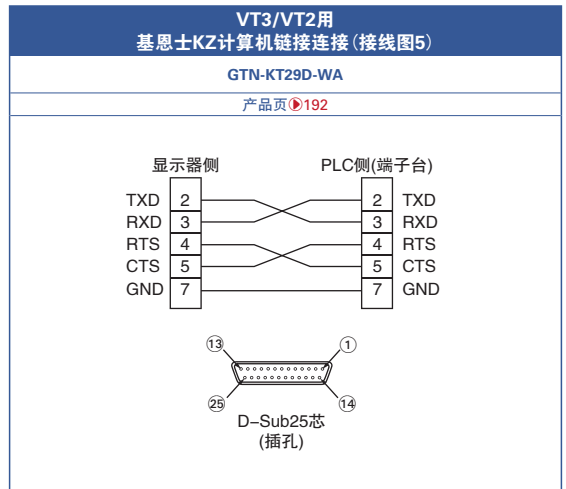 VT3/VT2用
基恩士KZ计算机链接连接（接线图5）
GTN-KT29D-WA
产品页▶192
显示器侧 PLC侧(端子台)
TXD 2 2 TXD
RXD 3 3 RXD
RTS 4 4 RTS
CTS 5 5 CTS
GND 7 7 GND
⑬ ①
㉕ ⑭
D-Sub25芯
(插孔)